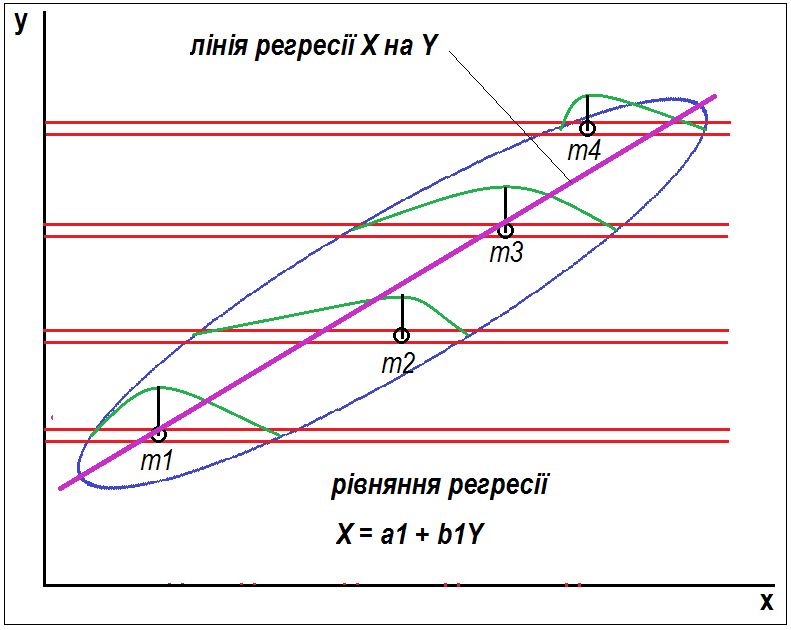 y
лінія регресії X на Y
m4
m3
m2
m1
рівняння регресії
X = a1 + b1Y
x